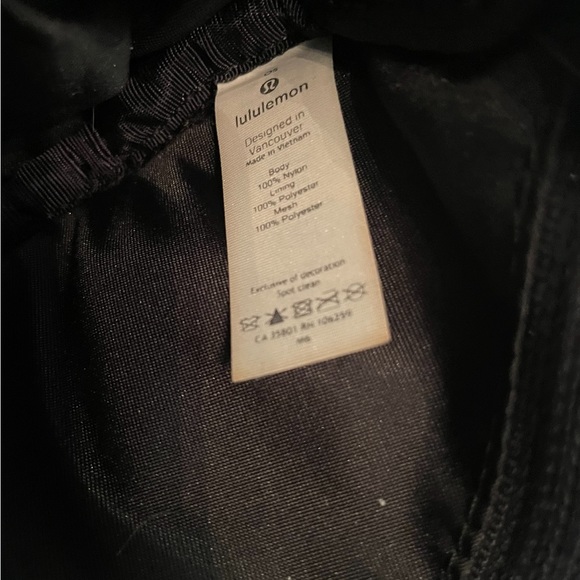 lululemon
Designed in
Vancouver
Made in Vietnam
Body
100% Nylon
Lining
100% Polyester
Mesh
100% Polyester
Exclusive of decoration
Spot clean
CA 35801 RN 106259